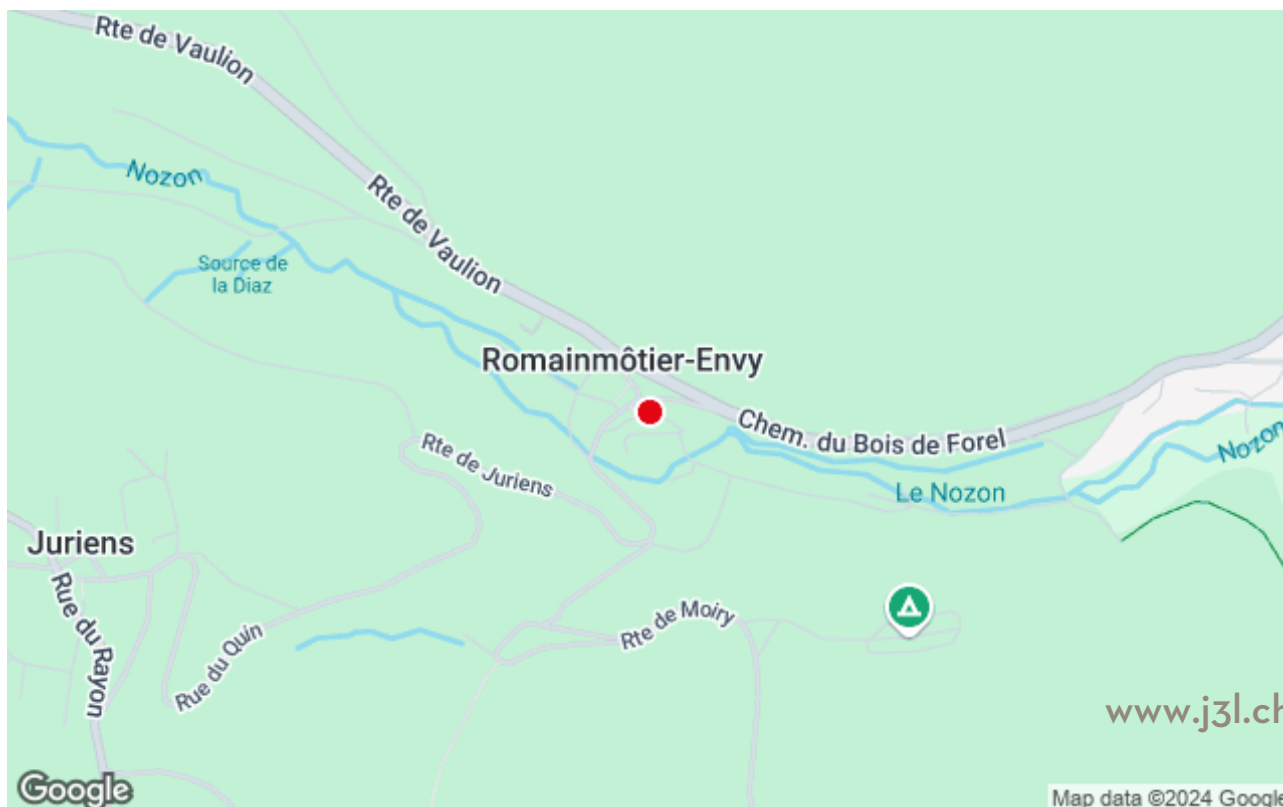 Rte de Vaulion
Nozon
Rte de Vaulion
Source de
la Diaz
Romainmôtier-Envy
Chem. du Bois de Forel
Nozon
Rte de Juriens
Le Nozon
Juriens
Rue du Rayon
Rue du Quin
Rte de Moiry
www.j3l.ch
Google
Map data ©2024 Google